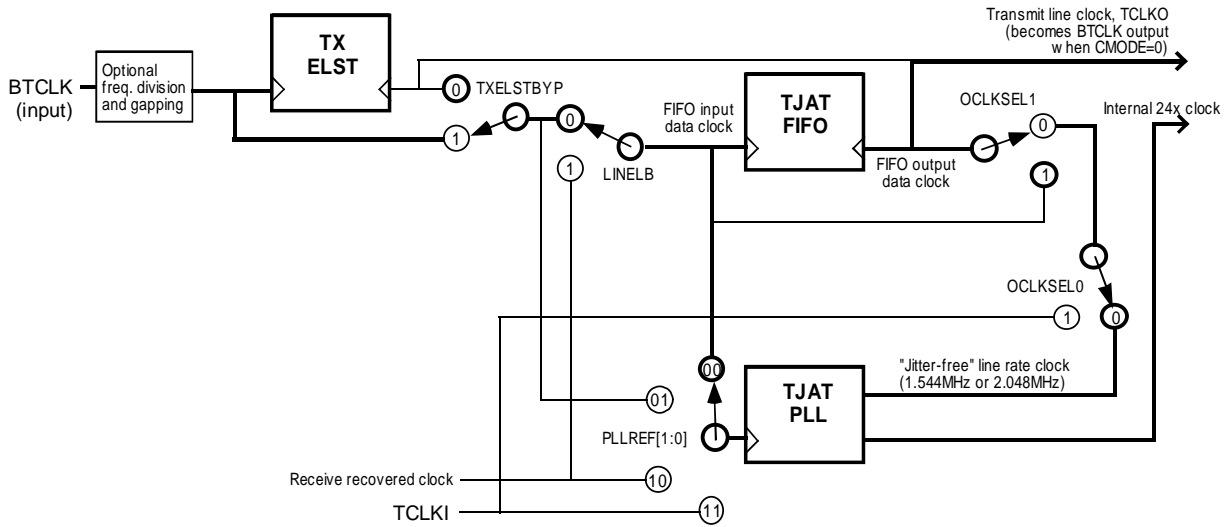 Transmit line clock, TCLKO
(becomes BTCLK output
w hen CMODE=0)
TX
ELST
Optional
freq. division
and gapping
BTCLK
(input)
0
TXELSTBYP
1
0
1
LINELB
FIFO input
data clock
TJAT
FIFO
FIFO output
data clock
OCLKSEL1
0
1
Internal 24x clock
OCLKSEL0
1
0
00
01
PLLREF[1:0]
TJAT
PLL
"Jitter-free" line rate clock
(1.544MHz or 2.048MHz)
Receive recovered clock
10
TCLKI
11